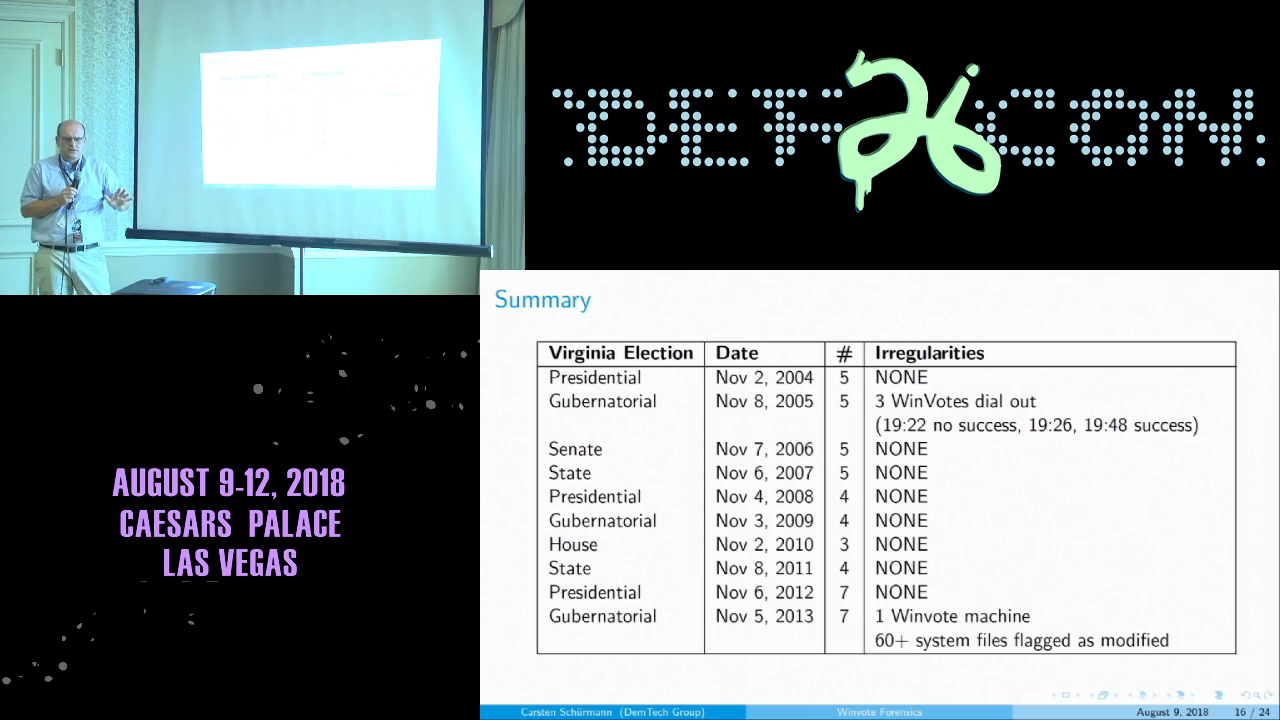 DEF 26 CON
Summary
Virginia Election Date # Irregularities
Presidential Nov 2, 2004 5 NONE
Gubernatorial Nov 8, 2005 5 3 WinVotes dial out
(19:22 no success, 19:26, 19:48 success)
Senate Nov 7, 2006 5 NONE
State Nov 6, 2007 5 NONE
Presidential Nov 4, 2008 4 NONE
Gubernatorial Nov 3, 2009 4 NONE
House Nov 2, 2010 3 NONE
State Nov 8, 2011 4 NONE
Presidential Nov 6, 2012 7 NONE
Gubernatorial Nov 5, 2013 7 1 Winvote machine
60+ system files flagged as modified
AUGUST 9-12, 2018
CAESARS PALACE
LAS VEGAS
Carsten Schürmann (DemTech Group) Winvote Forensics August 9, 2018 16 / 24